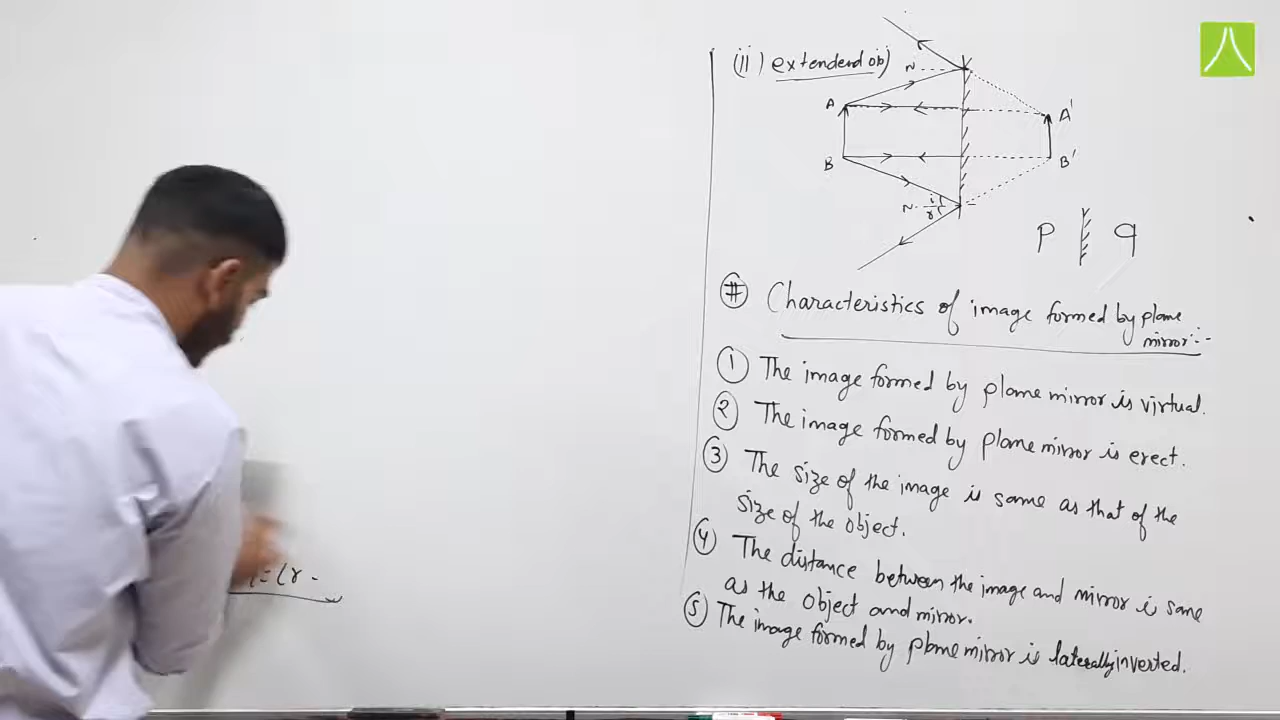 (ii) extended obj
N
A
A'
B
B'
N
i
r
P
q
# Characteristics of image formed by plane
mirror:-
1 The image formed by plane mirror is virtual.
2 The image formed by plane mirror is erect.
3 The size of the image is same as that of the
size of the object.
4 The distance between the image and mirror is same
as the object and mirror.
5 The image formed by plane mirror is laterally inverted.